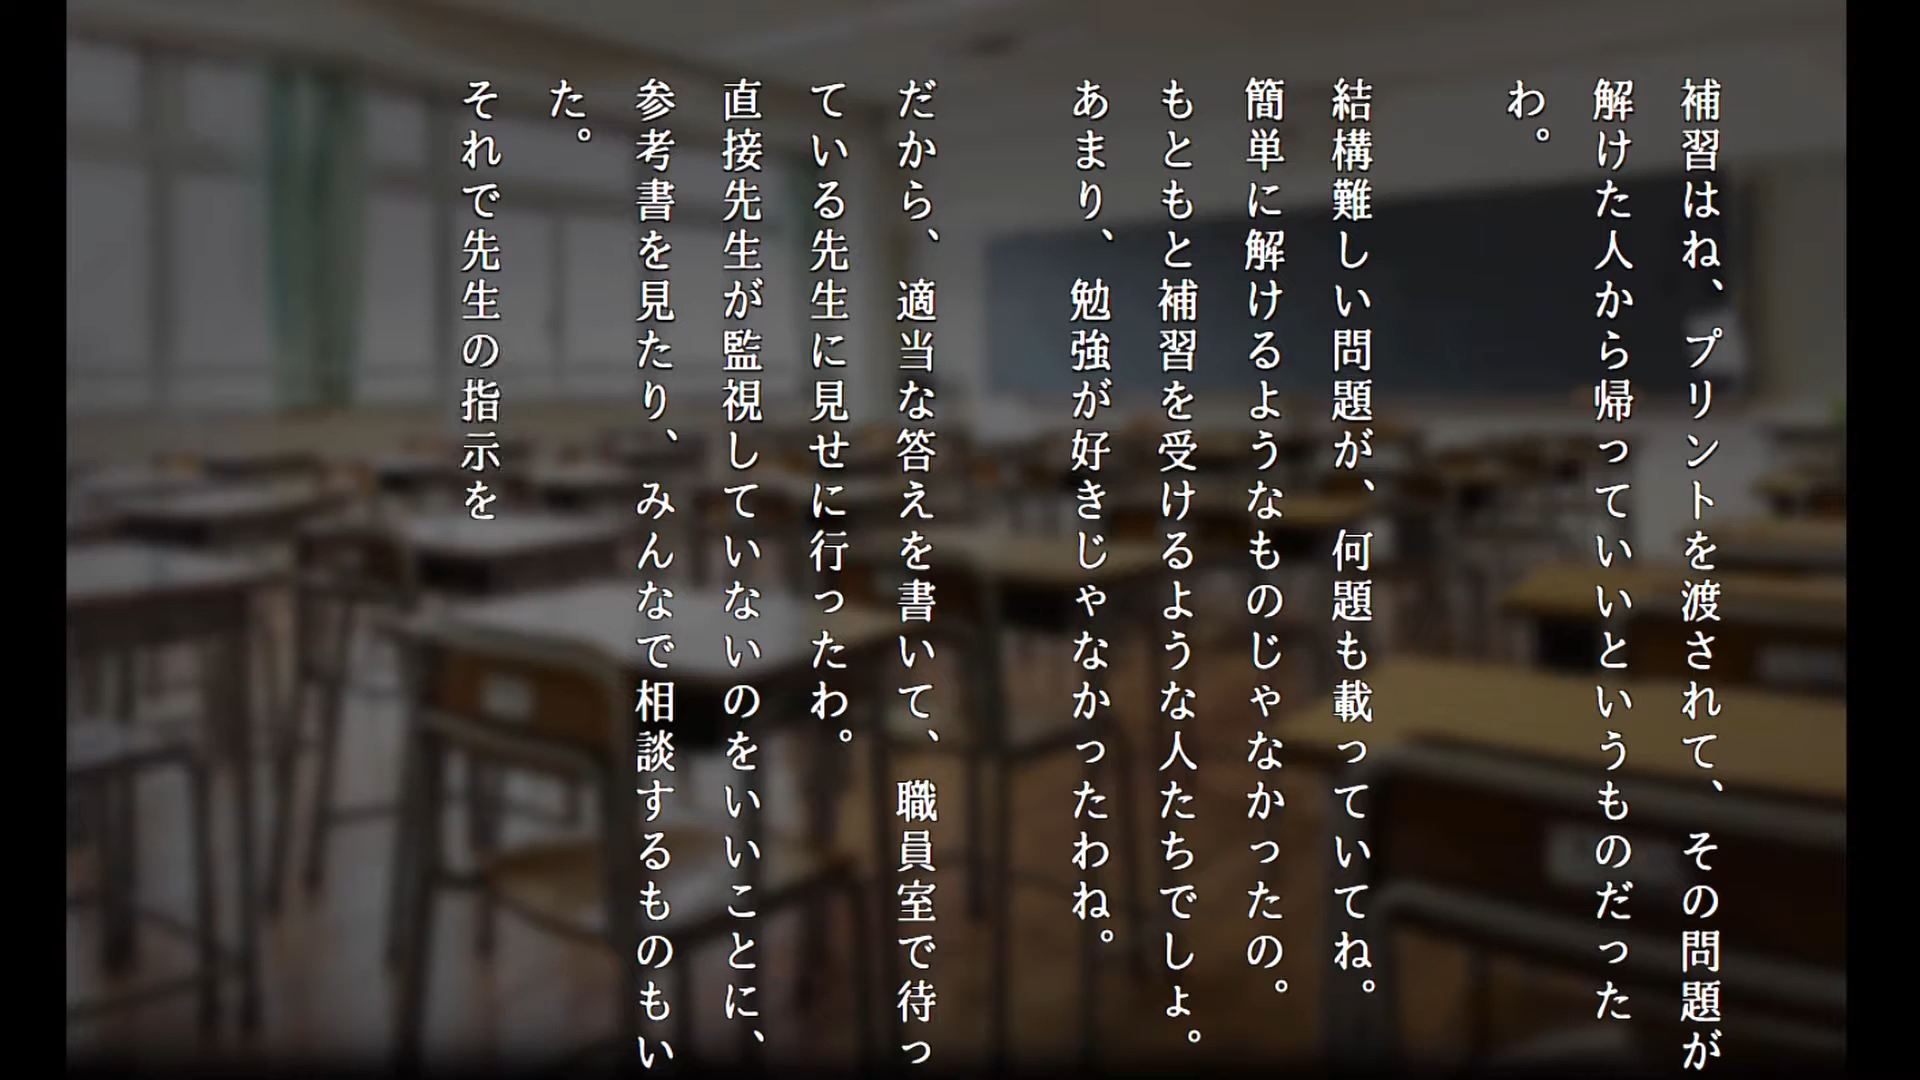 補習はね、プリントを渡されて、その問題が
解けた人から帰っていいというものだった
わ。
結構難しい問題が、何題も載っていてね。
簡単に解けるようなものじゃなかったの。
もともと補習を受けるような人たちでしょ。
あまり、勉強が好きじゃなかったわね。
だから、適当な答えを書いて、職員室で待っ
ている先生に見せに行ったわ。
直接先生が監視していないのをいいことに、
参考書を見たり、みんなで相談するものもい
た。
それで先生の指示を